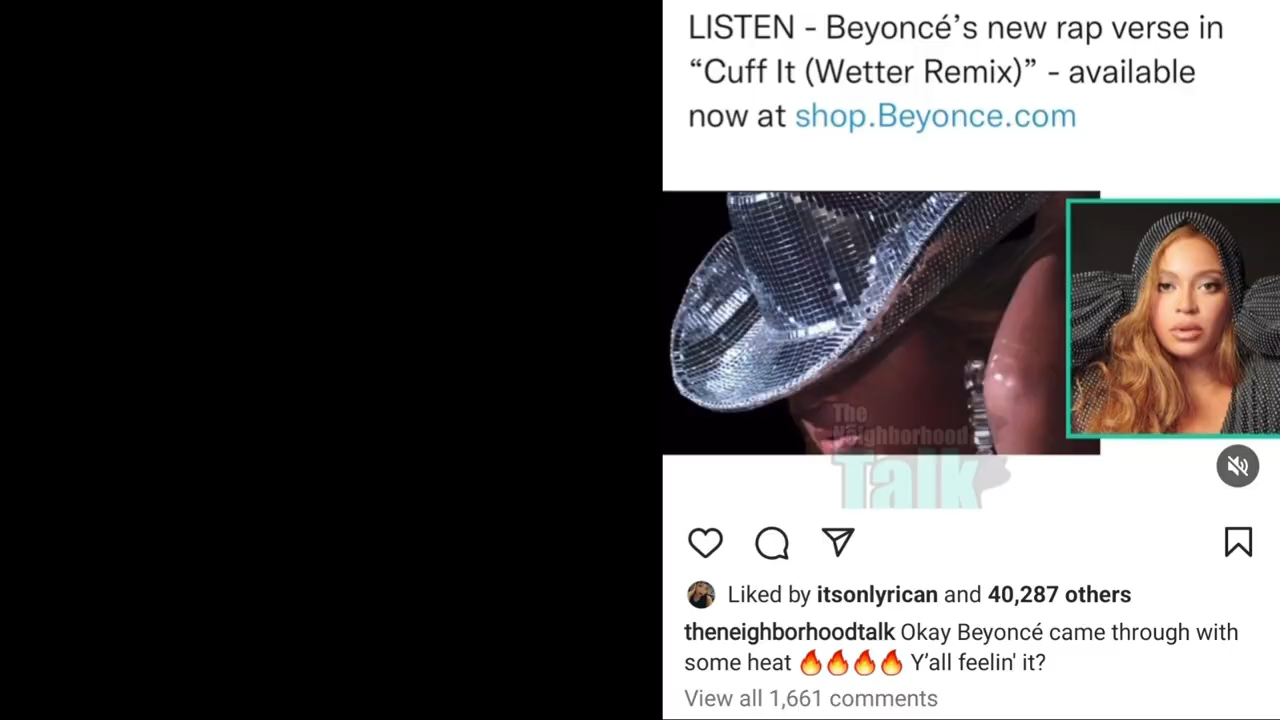 LISTEN - Beyoncé’s new rap verse in
“Cuff It (Wetter Remix)” - available
now at shop.Beyonce.com
The
Neighborhood
Talk
Liked by itsonlyrican and 40,287 others
theneighborhoodtalk Okay Beyoncé came through with
some heat 🔥🔥🔥🔥 Y’all feelin' it?
View all 1,661 comments